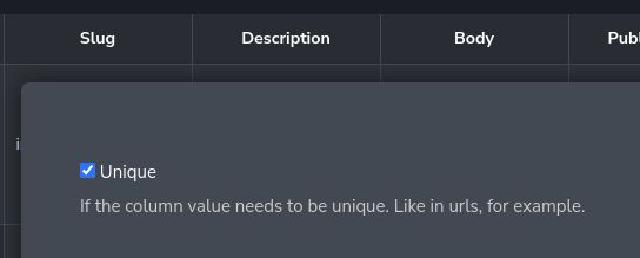 Slug Description Body Publ
i
Unique
If the column value needs to be unique. Like in urls, for example.